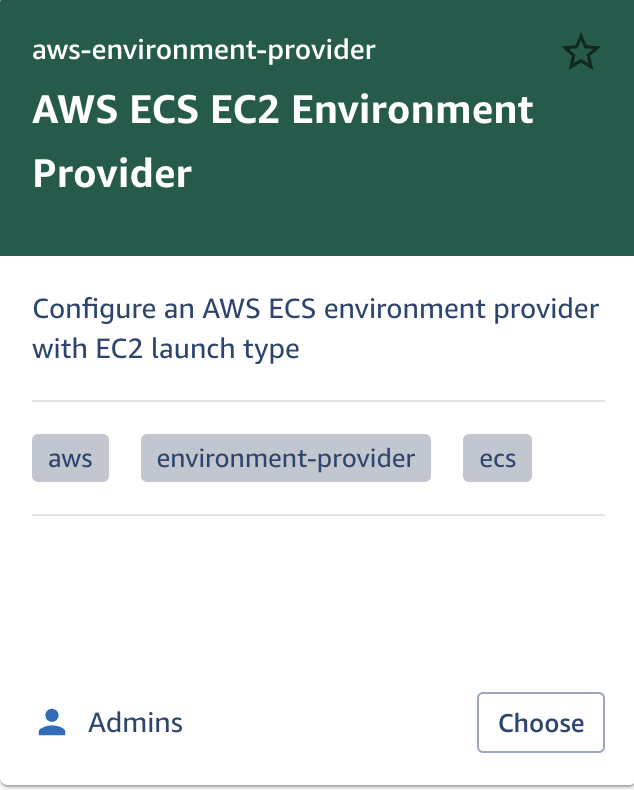 aws-environment-provider
AWS ECS EC2 Environment
Provider
Configure an AWS ECS environment provider
with EC2 launch type
aws environment-provider ecs
Admins Choose